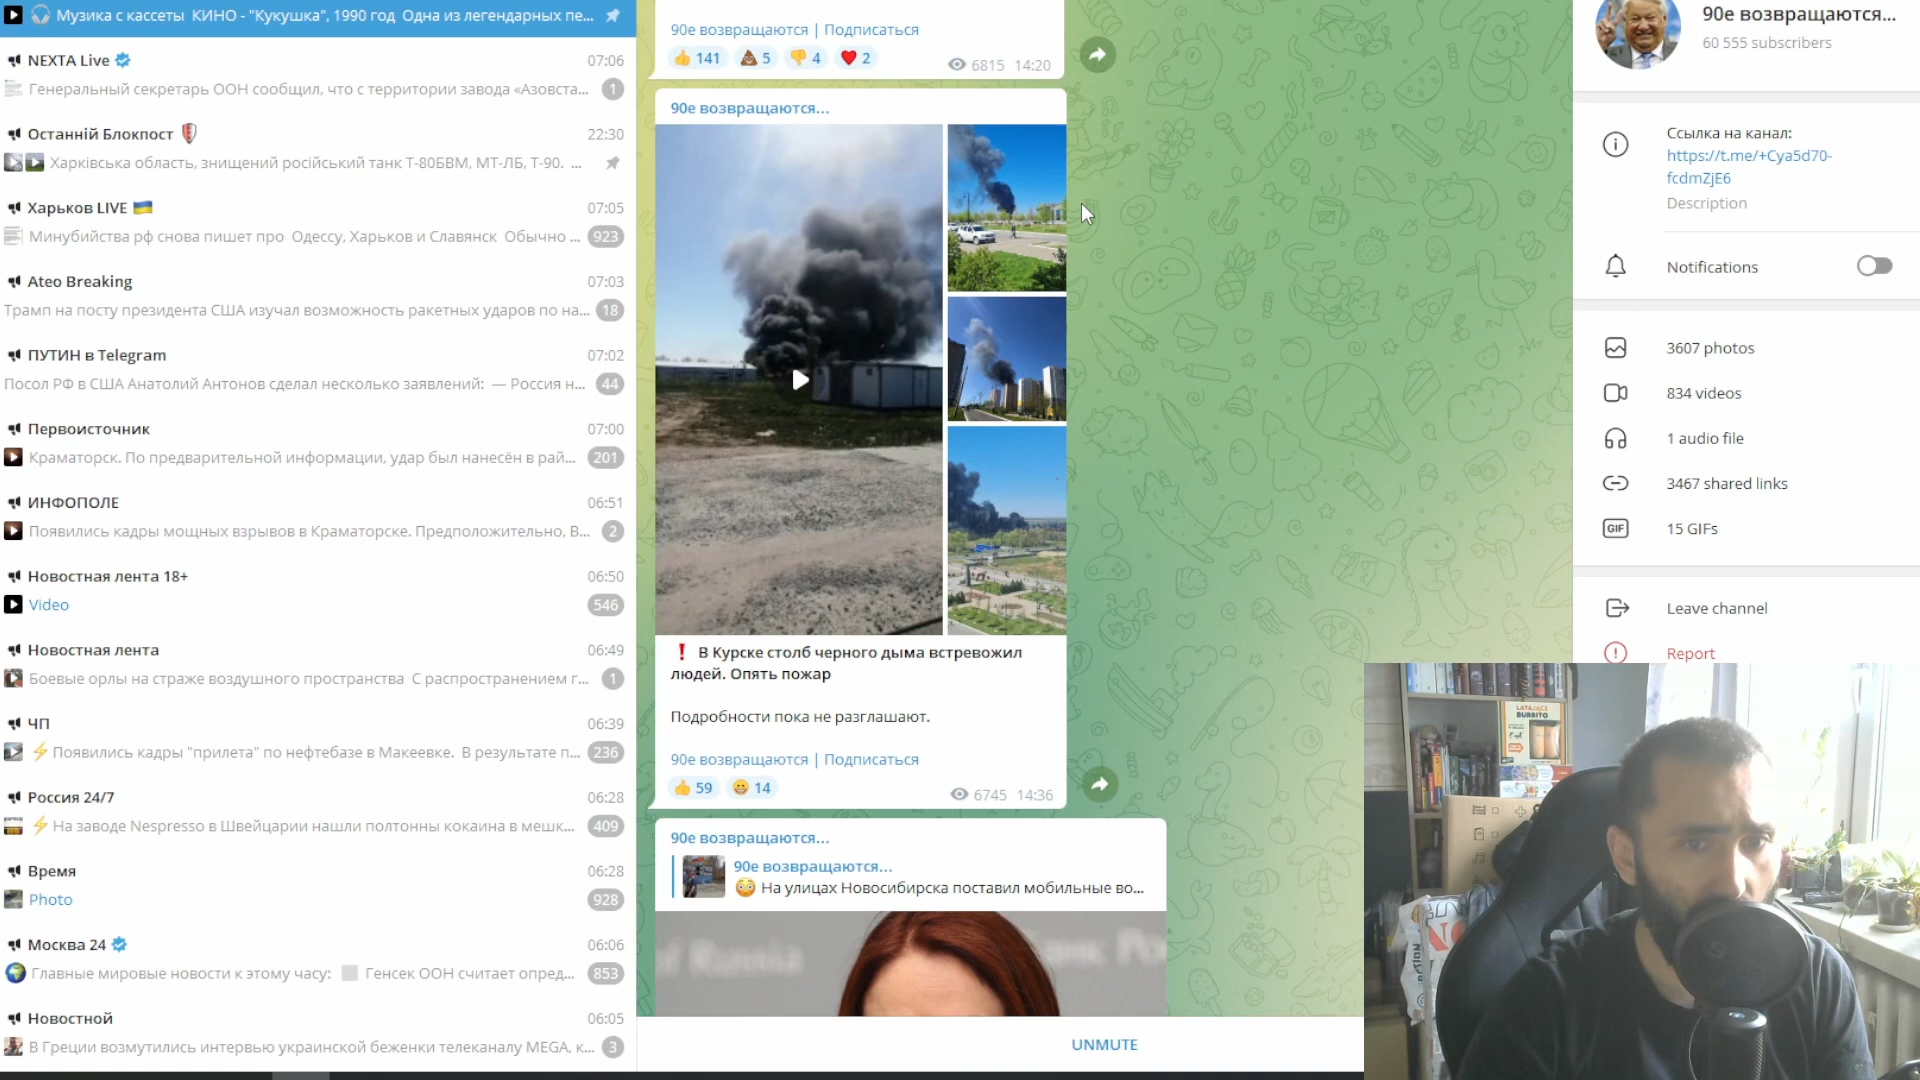 Музыка с кассеты КИНО - "Кукушка", 1990 год Одна из легендарных пе...
NEXTA Live 07:06
Генеральный секретарь ООН сообщил, что с территории завода «Азовста... 1
Останній Блокпост 22:30
Харківська область, знищений російський танк Т-80БВМ, МТ-ЛБ, Т-90. ...
Харьков LIVE 07:05
Минубийства рф снова пишет про Одессу, Харьков и Славянск Обычно ... 923
Ateo Breaking 07:03
Трамп на посту президента США изучал возможность ракетных ударов по на... 18
ПУТИН в Telegram 07:02
Посол РФ в США Анатолий Антонов сделал несколько заявлений: — Россия н... 44
Первоисточник 07:00
Краматорск. По предварительной информации, удар был нанесён в рай... 201
ИНФОПОЛЕ 06:51
Появились кадры мощных взрывов в Краматорске. Предположительно, В... 2
Новостная лента 18+ 06:50
Video 546
Новостная лента 06:49
Боевые орлы на страже воздушного пространства С распространением г... 1
ЧП 06:39
Появились кадры "прилета" по нефтебазе в Макеевке. В результате п... 236
Россия 24/7 06:28
На заводе Nespresso в Швейцарии нашли полтонны кокаина в мешк... 409
Время 06:28
Photo 928
Москва 24 06:06
Главные мировые новости к этому часу: Генсек ООН считает опред... 853
Новостной 06:05
В Греции возмутились интервью украинской беженки телеканалу MEGA, к... 3
90е возвращаются | Подписаться
141 5 4 2 6815 14:20
90е возвращаются...
В Курске столб черного дыма встревожил
людей. Опять пожар
Подробности пока не разглашают.
90е возвращаются | Подписаться
59 14 6745 14:36
90е возвращаются...
90е возвращаются...
На улицах Новосибирска поставил мобильные во...
of Russia
UNMUTE
90е возвращаются...
60 555 subscribers
Ссылка на канал:
https://t.me/+Cya5d70-
fcdmZjE6
Description
Notifications
3607 photos
834 videos
1 audio file
3467 shared links
GIF 15 GIFs
Leave channel
Report
LATAJĄCE
BURRITO